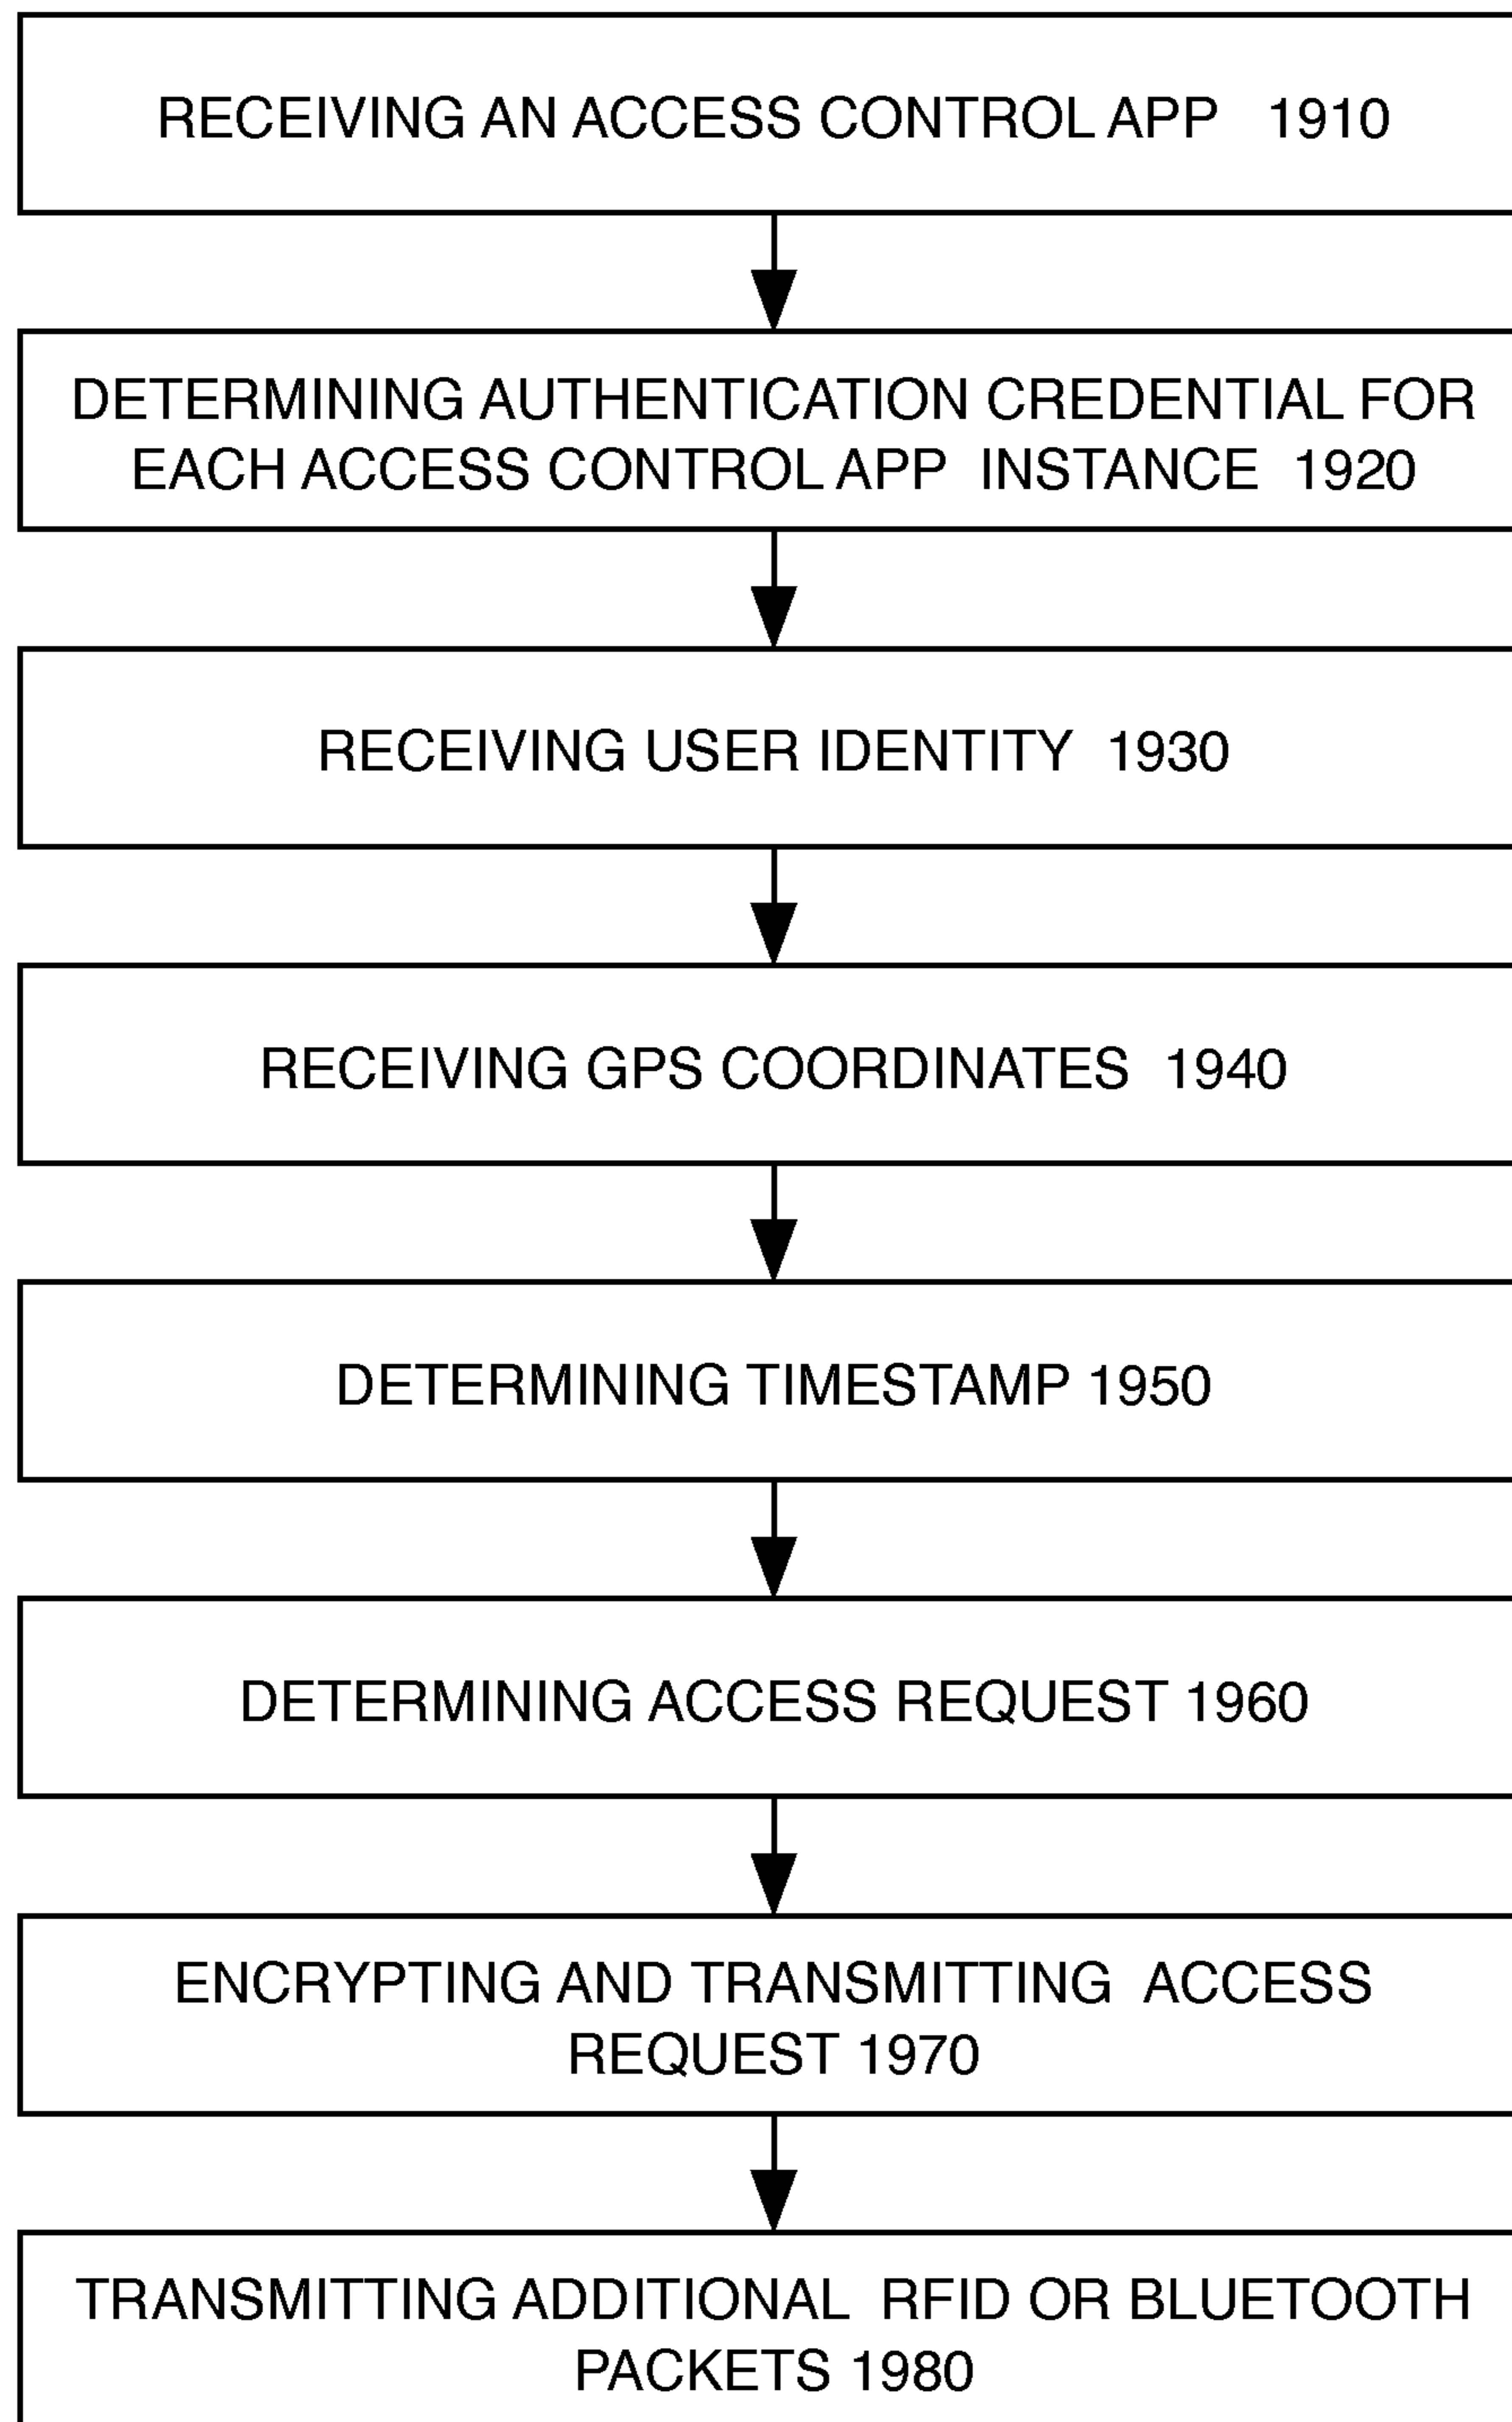 RECEIVING AN ACCESS CONTROL APP 1910
DETERMINING AUTHENTICATION CREDENTIAL FOR
EACH ACCESS CONTROL APP INSTANCE 1920
RECEIVING USER IDENTITY 1930
RECEIVING GPS COORDINATES 1940
DETERMINING TIMESTAMP 1950
DETERMINING ACCESS REQUEST 1960
ENCRYPTING AND TRANSMITTING ACCESS
REQUEST 1970
TRANSMITTING ADDITIONAL RFID OR BLUETOOTH
PACKETS 1980